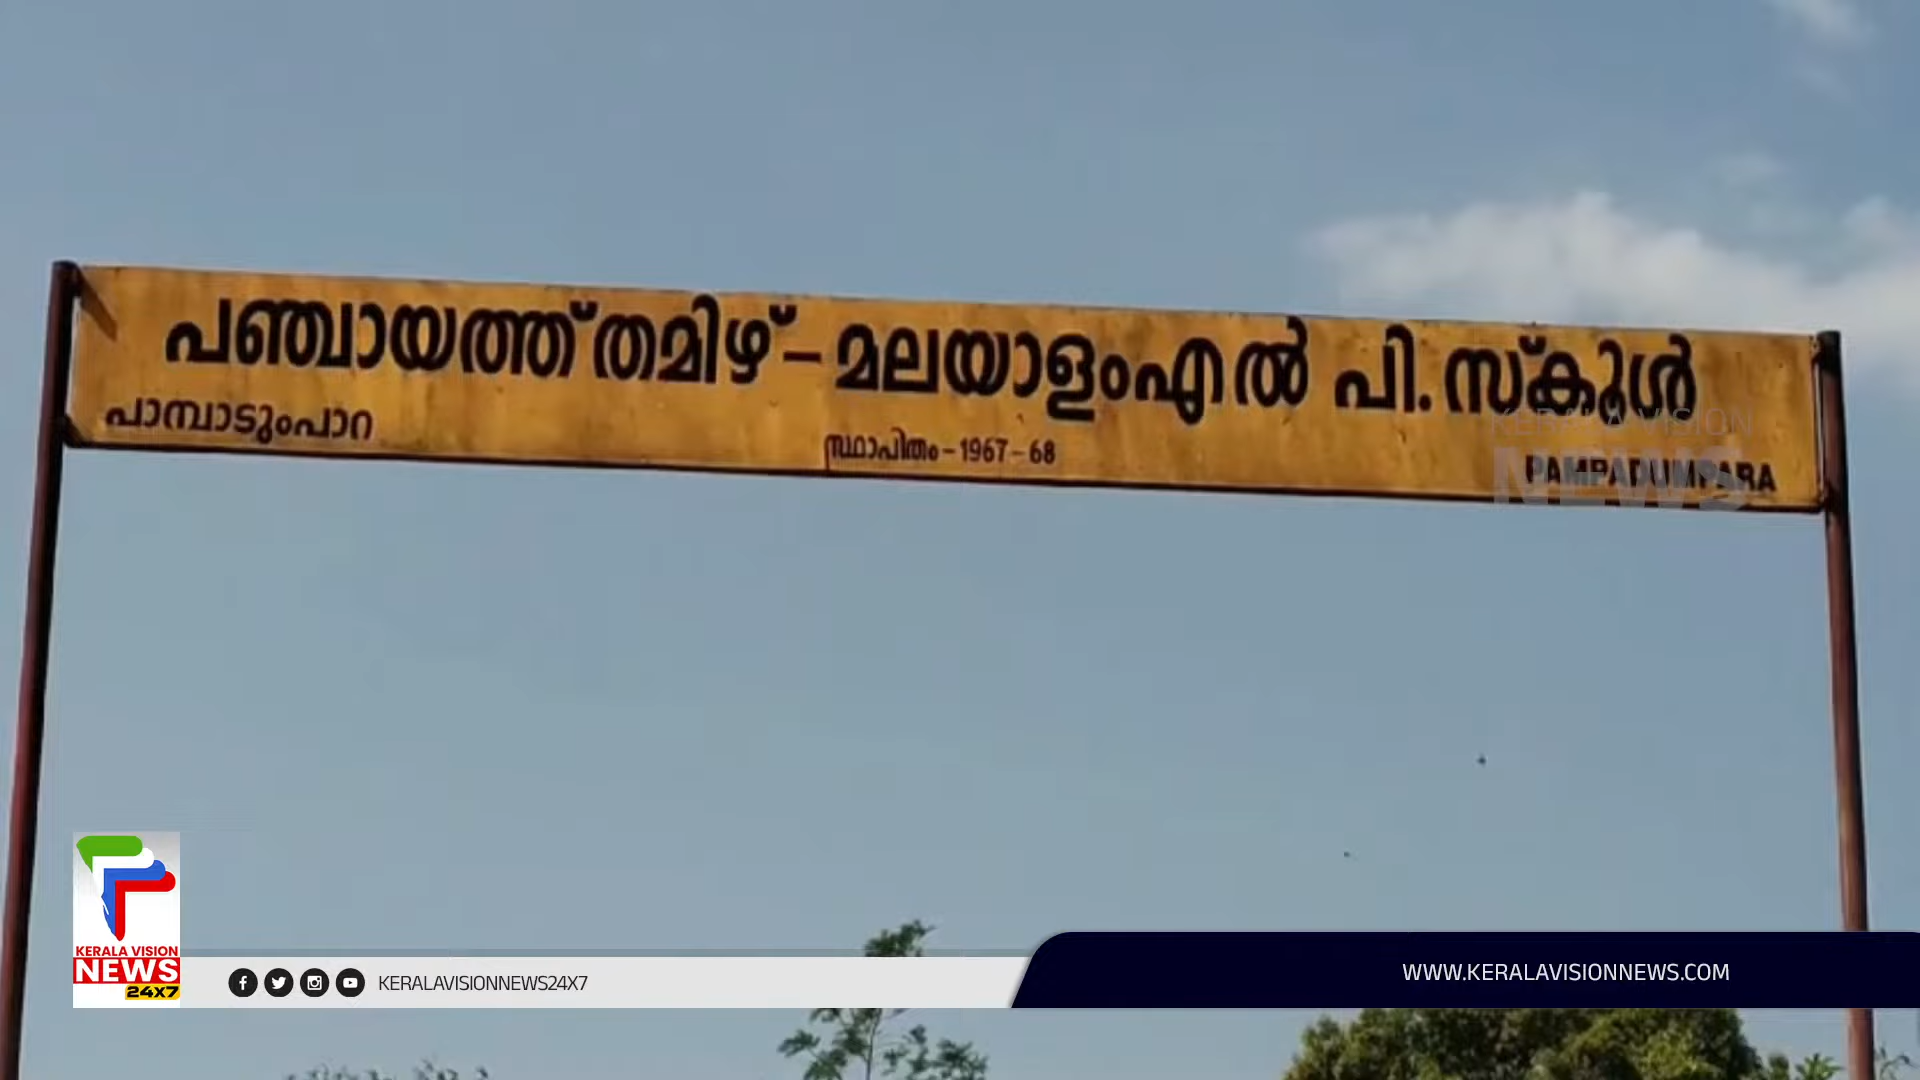 പഞ്ചായത്ത് തമിഴ് – മലയാളംഎൽ പി. സ്കൂൾ
പാമ്പാടുംപാറ
സ്ഥാപിതം – 1967 – 68
PAMPADUMPARA
KERALA VISION
NEWS
KERALA VISION
NEWS
24X7
KERALAVISIONNEWS24X7
WWW.KERALAVISIONNEWS.COM